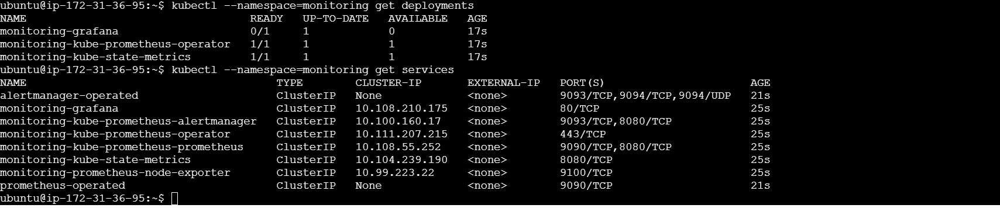 ubuntu@ip-172-31-36-95:~$ kubectl --namespace=monitoring get deployments
NAME READY UP-TO-DATE AVAILABLE AGE
monitoring-grafana 0/1 1 0 17s
monitoring-kube-prometheus-operator 1/1 1 1 17s
monitoring-kube-state-metrics 1/1 1 1 17s
ubuntu@ip-172-31-36-95:~$ kubectl --namespace=monitoring get services
NAME TYPE CLUSTER-IP EXTERNAL-IP PORT(S) AGE
alertmanager-operated ClusterIP None <none> 9093/TCP,9094/TCP,9094/UDP 21s
monitoring-grafana ClusterIP 10.108.210.175 <none> 80/TCP 25s
monitoring-kube-prometheus-alertmanager ClusterIP 10.100.160.17 <none> 9093/TCP,8080/TCP 25s
monitoring-kube-prometheus-operator ClusterIP 10.111.207.215 <none> 443/TCP 25s
monitoring-kube-prometheus-prometheus ClusterIP 10.108.55.252 <none> 9090/TCP,8080/TCP 25s
monitoring-kube-state-metrics ClusterIP 10.104.239.190 <none> 8080/TCP 25s
monitoring-prometheus-node-exporter ClusterIP 10.99.223.22 <none> 9100/TCP 25s
prometheus-operated ClusterIP None <none> 9090/TCP 21s
ubuntu@ip-172-31-36-95:~$